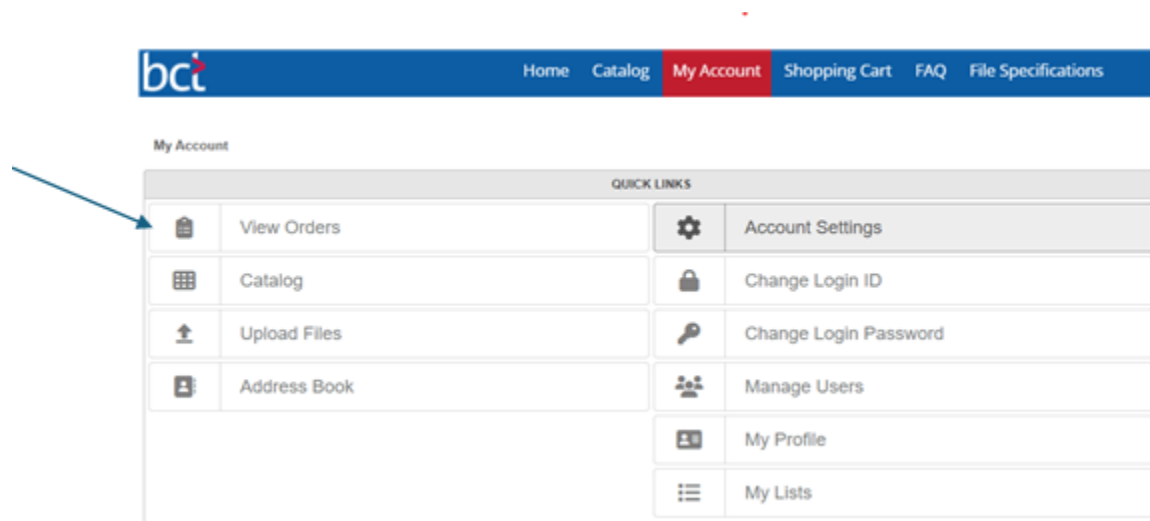 bci
Home Catalog My Account Shopping Cart FAQ File Specifications
My Account
QUICK LINKS
View Orders
Catalog
Upload Files
Address Book
Account Settings
Change Login ID
Change Login Password
Manage Users
My Profile
My Lists